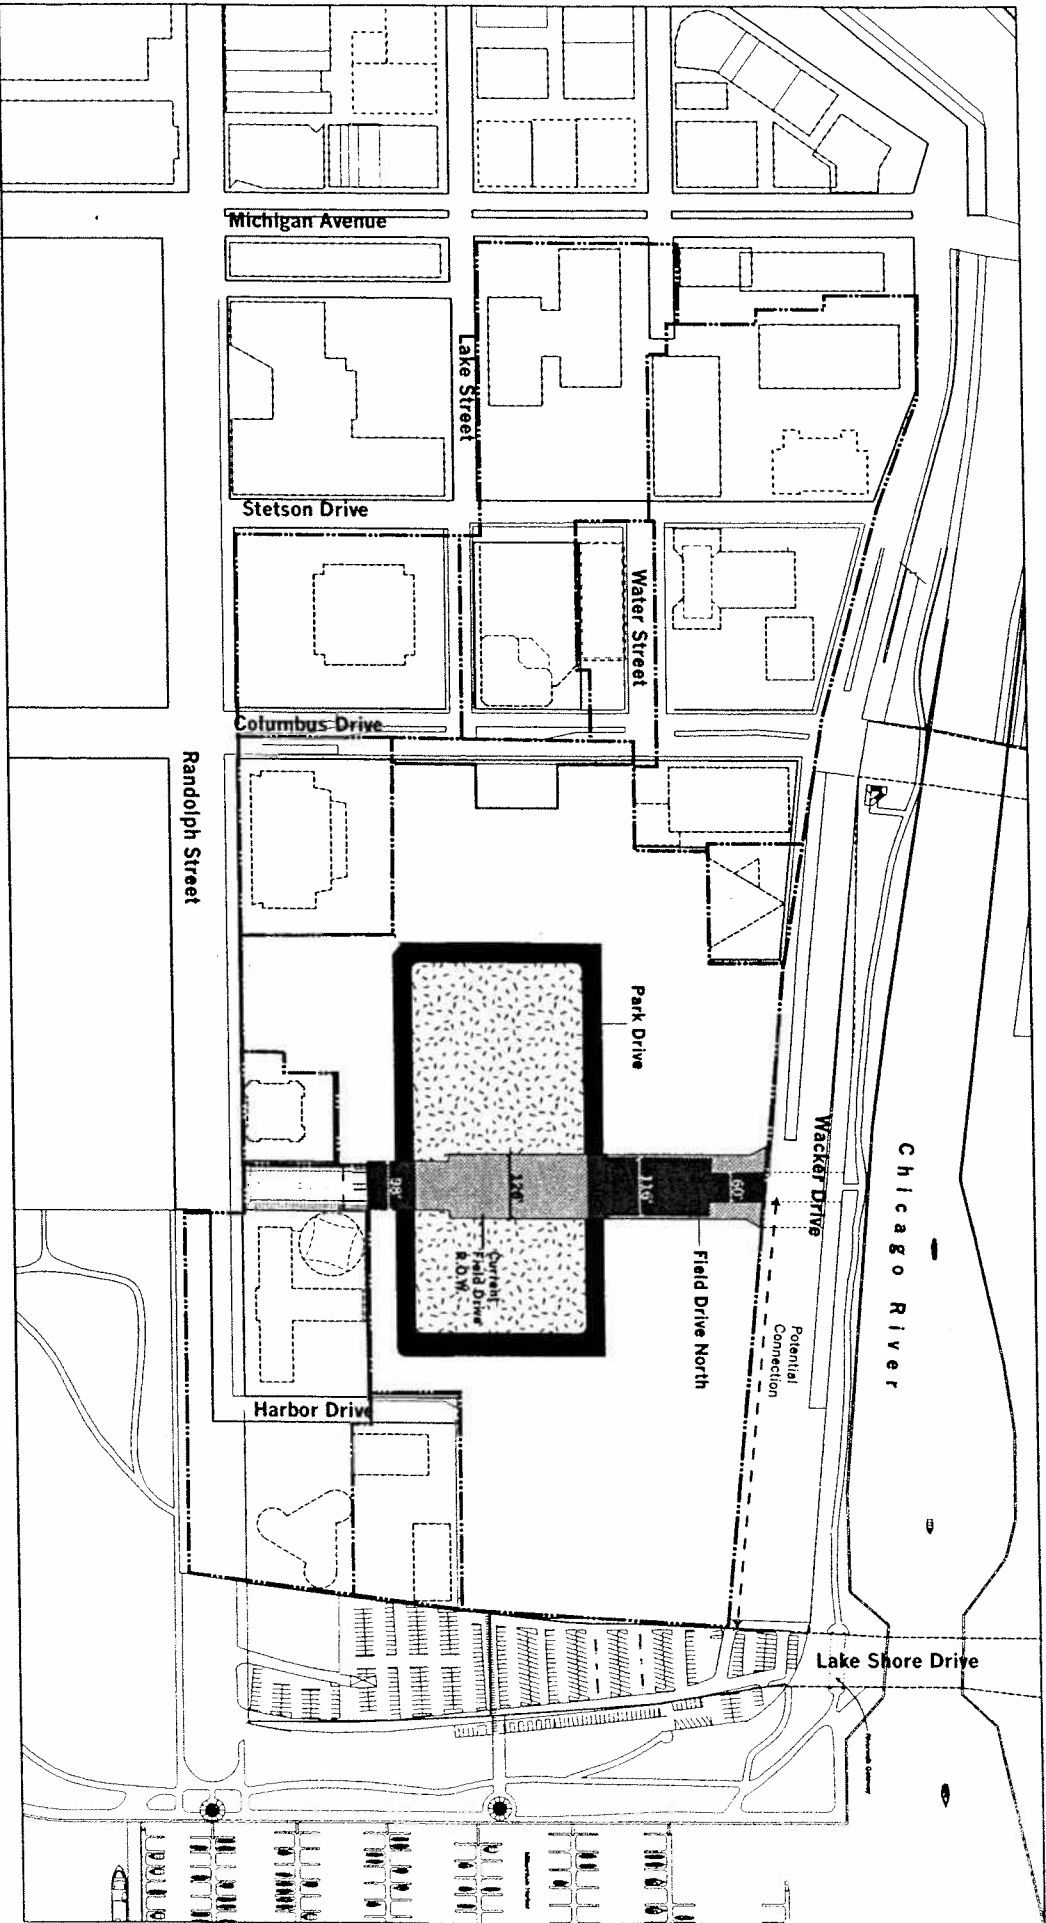 Michigan Avenue
Lake Street
Stetson Drive
Water Street
Columbus Drive
Randolph Street
Park Drive
Wacker Drive
Chicago River
98'
116'
60'
Current
Field Drive
R.O.W.
Field Drive North
Potential
Connection
Harbor Drive
Lake Shore Drive